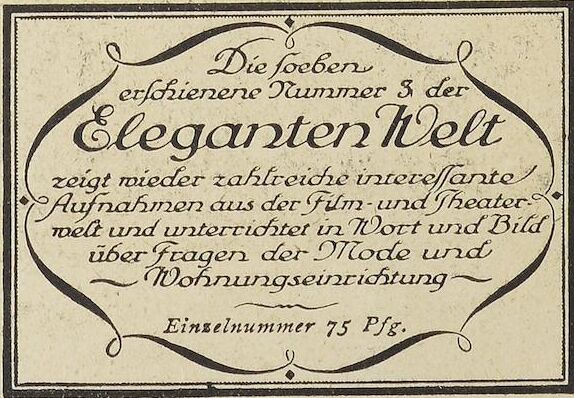 Die soeben
erschienene Nummer 3 der
Eleganten Welt
zeigt wieder zahlreiche interessante
Aufnahmen aus der Film- und Theater-
welt und unterrichtet in Wort und Bild
über Fragen der Mode und
Wohnungseinrichtung
Einzelnummer 75 Pfg.